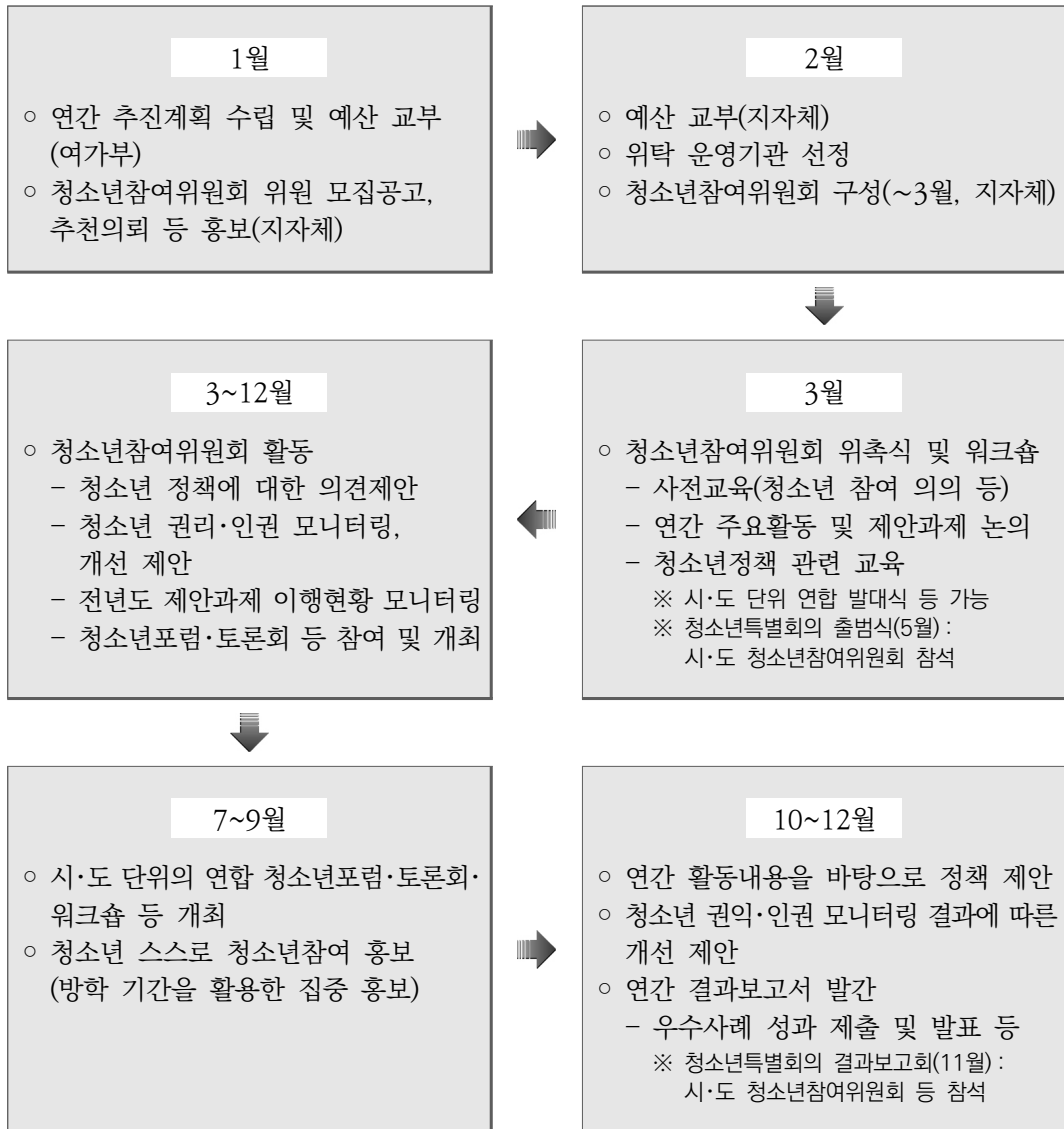 1월
○ 연간 추진계획 수립 및 예산 교부
(여가부)
○ 청소년참여위원회 위원 모집공고,
추천의뢰 등 홍보(지자체)
2월
○ 예산 교부(지자체)
○ 위탁 운영기관 선정
○ 청소년참여위원회 구성(~3월, 지자체)
3월
○ 청소년참여위원회 위촉식 및 워크숍
- 사전교육(청소년 참여 의의 등)
- 연간 주요활동 및 제안과제 논의
- 청소년정책 관련 교육
※ 시·도 단위 연합 발대식 등 가능
※ 청소년특별회의 출범식(5월) :
시·도 청소년참여위원회 참석
3~12월
○ 청소년참여위원회 활동
- 청소년 정책에 대한 의견제안
- 청소년 권리·인권 모니터링,
개선 제안
- 전년도 제안과제 이행현황 모니터링
- 청소년포럼·토론회 등 참여 및 개최
7~9월
○ 시·도 단위의 연합 청소년포럼·토론회·
워크숍 등 개최
○ 청소년 스스로 청소년참여 홍보
(방학 기간을 활용한 집중 홍보)
10~12월
○ 연간 활동내용을 바탕으로 정책 제안
○ 청소년 권익·인권 모니터링 결과에 따른
개선 제안
○ 연간 결과보고서 발간
- 우수사례 성과 제출 및 발표 등
※ 청소년특별회의 결과보고회(11월) :
시·도 청소년참여위원회 등 참석